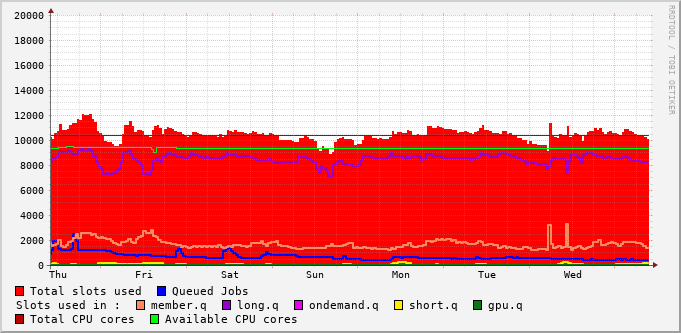 20000
18000
16000
14000
12000
10000
8000
6000
4000
2000
0
Thu Fri Sat Sun Mon Tue Wed
RRDTOOL / TOBI OETIKER
Total slots used Queued Jobs
Slots used in : member.q long.q ondemand.q short.q gpu.q
Total CPU cores Available CPU cores